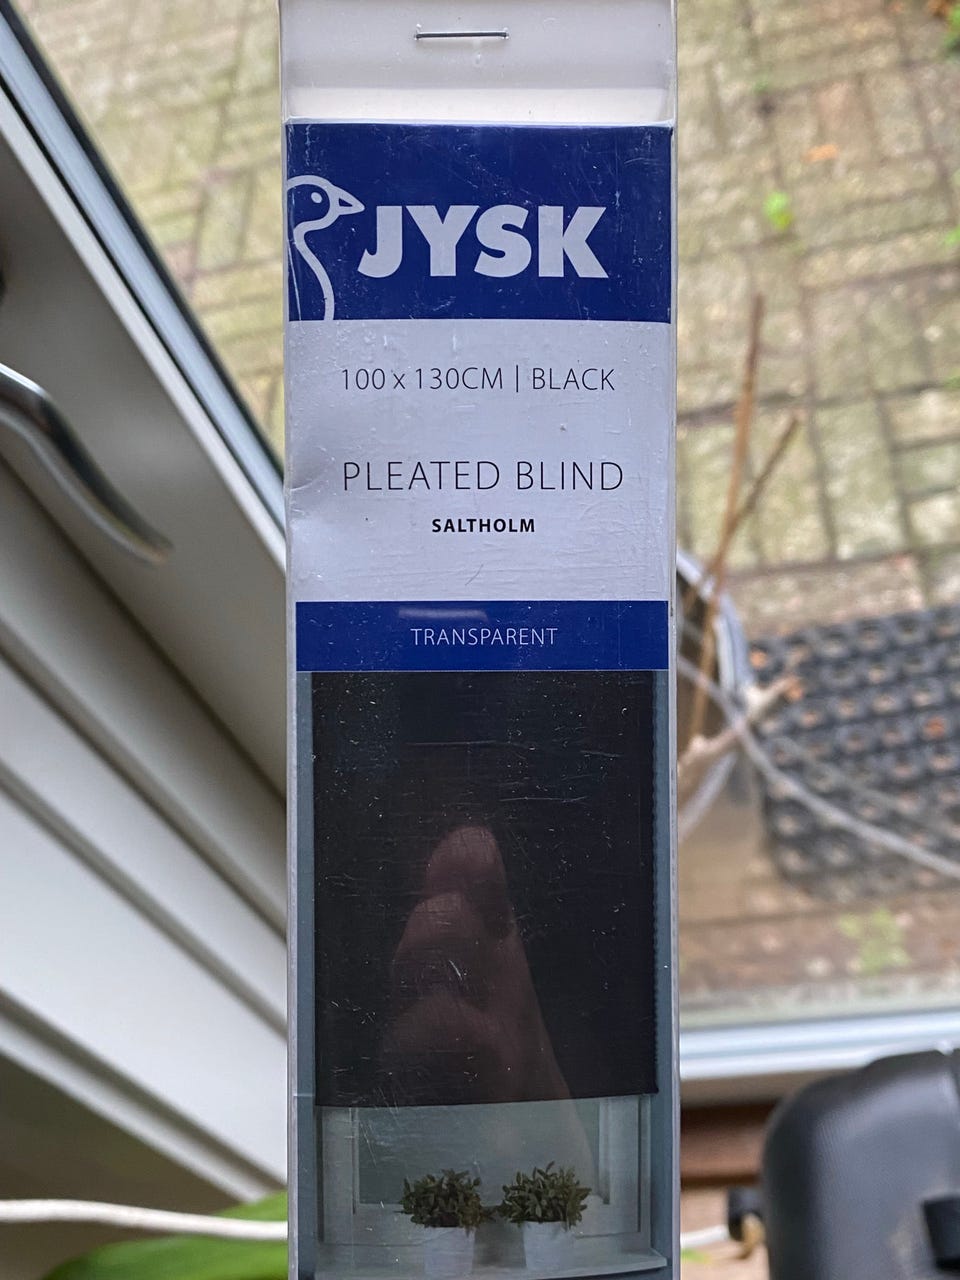 JYSK
100 x 130CM | BLACK
PLEATED BLIND
SALTHOLM
TRANSPARENT